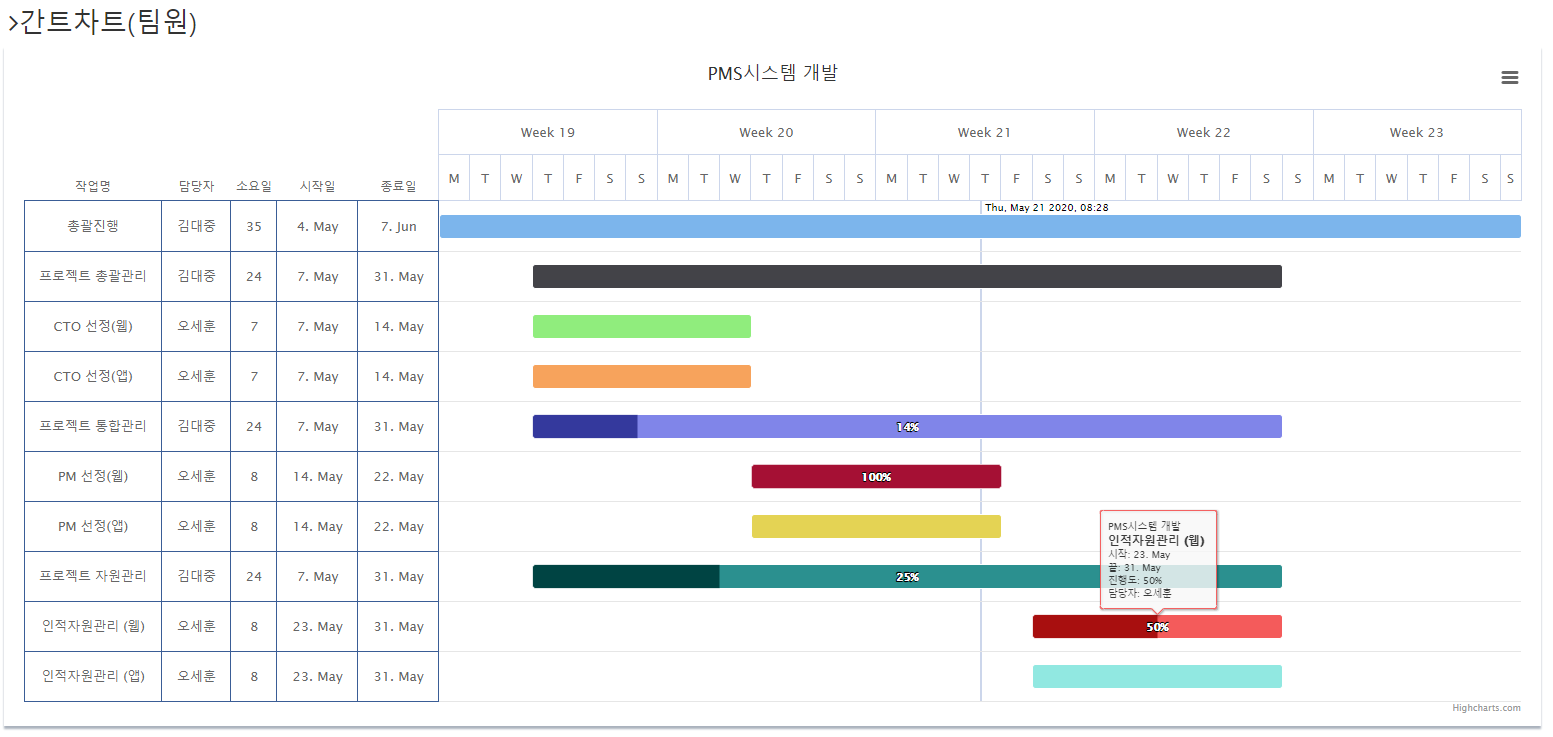 >간트차트(팀원)
PMS시스템 개발
Week 19 Week 20 Week 21 Week 22 Week 23
M T W T F S S M T W T F S S M T W T F S S M T W T F S S M T W T F S S
작업명 담당자 소요일 시작일 종료일
Thu, May 21 2020, 08:28
총괄진행 김대중 35 4. May 7. Jun
프로젝트 총괄관리 김대중 24 7. May 31. May
CTO 선정(웹) 오세훈 7 7. May 14. May
CTO 선정(앱) 오세훈 7 7. May 14. May
프로젝트 통합관리 김대중 24 7. May 31. May 14%
PM 선정(웹) 오세훈 8 14. May 22. May 100%
PM 선정(앱) 오세훈 8 14. May 22. May
프로젝트 자원관리 김대중 24 7. May 31. May 25%
PMS시스템 개발
인적자원관리 (웹)
시작: 23. May
끝: 31. May
진행도: 50%
담당자: 오세훈
인적자원관리 (웹) 오세훈 8 23. May 31. May 50%
인적자원관리 (앱) 오세훈 8 23. May 31. May
Highcharts.com